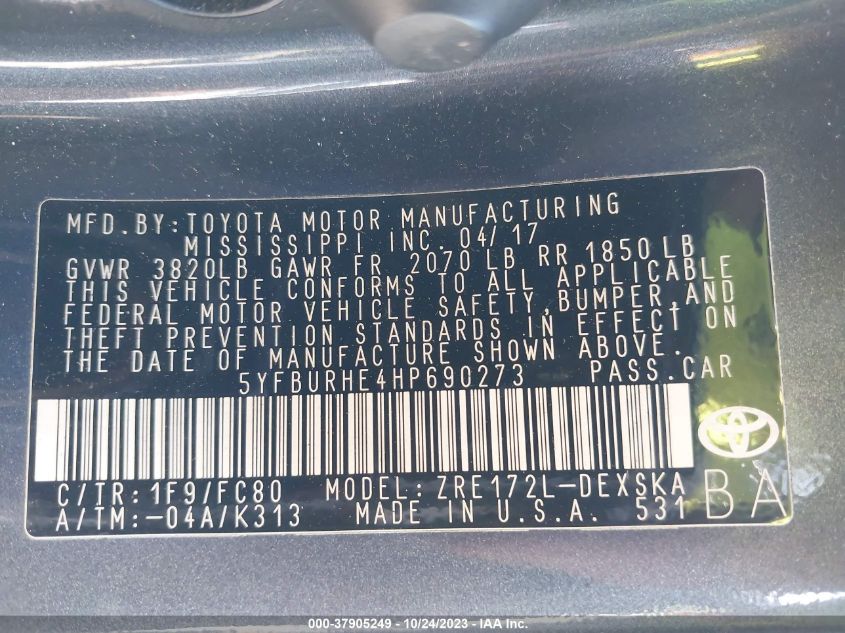 MFD.BY:TOYOTA MOTOR MANUFACTURING
MISSISSIPPI INC. 04/17
GVWR 3820LB GAWR FR 2070 LB RR 1850 LB
THIS VEHICLE CONFORMS TO ALL APPLICABLE
FEDERAL MOTOR VEHICLE SAFETY,BUMPER,AND
THEFT PREVENTION STANDARDS IN EFFECT ON
THE DATE OF MANUFACTURE SHOWN ABOVE.
5YFBURHE4HP690273 PASS.CAR
C/TR: 1F9/FC80 MODEL: ZRE172L-DEXSKA
A/TM:-04A/K313 MADE IN U.S.A. 531 BA
000-37905249 - 10/24/2023 - IAA Inc.